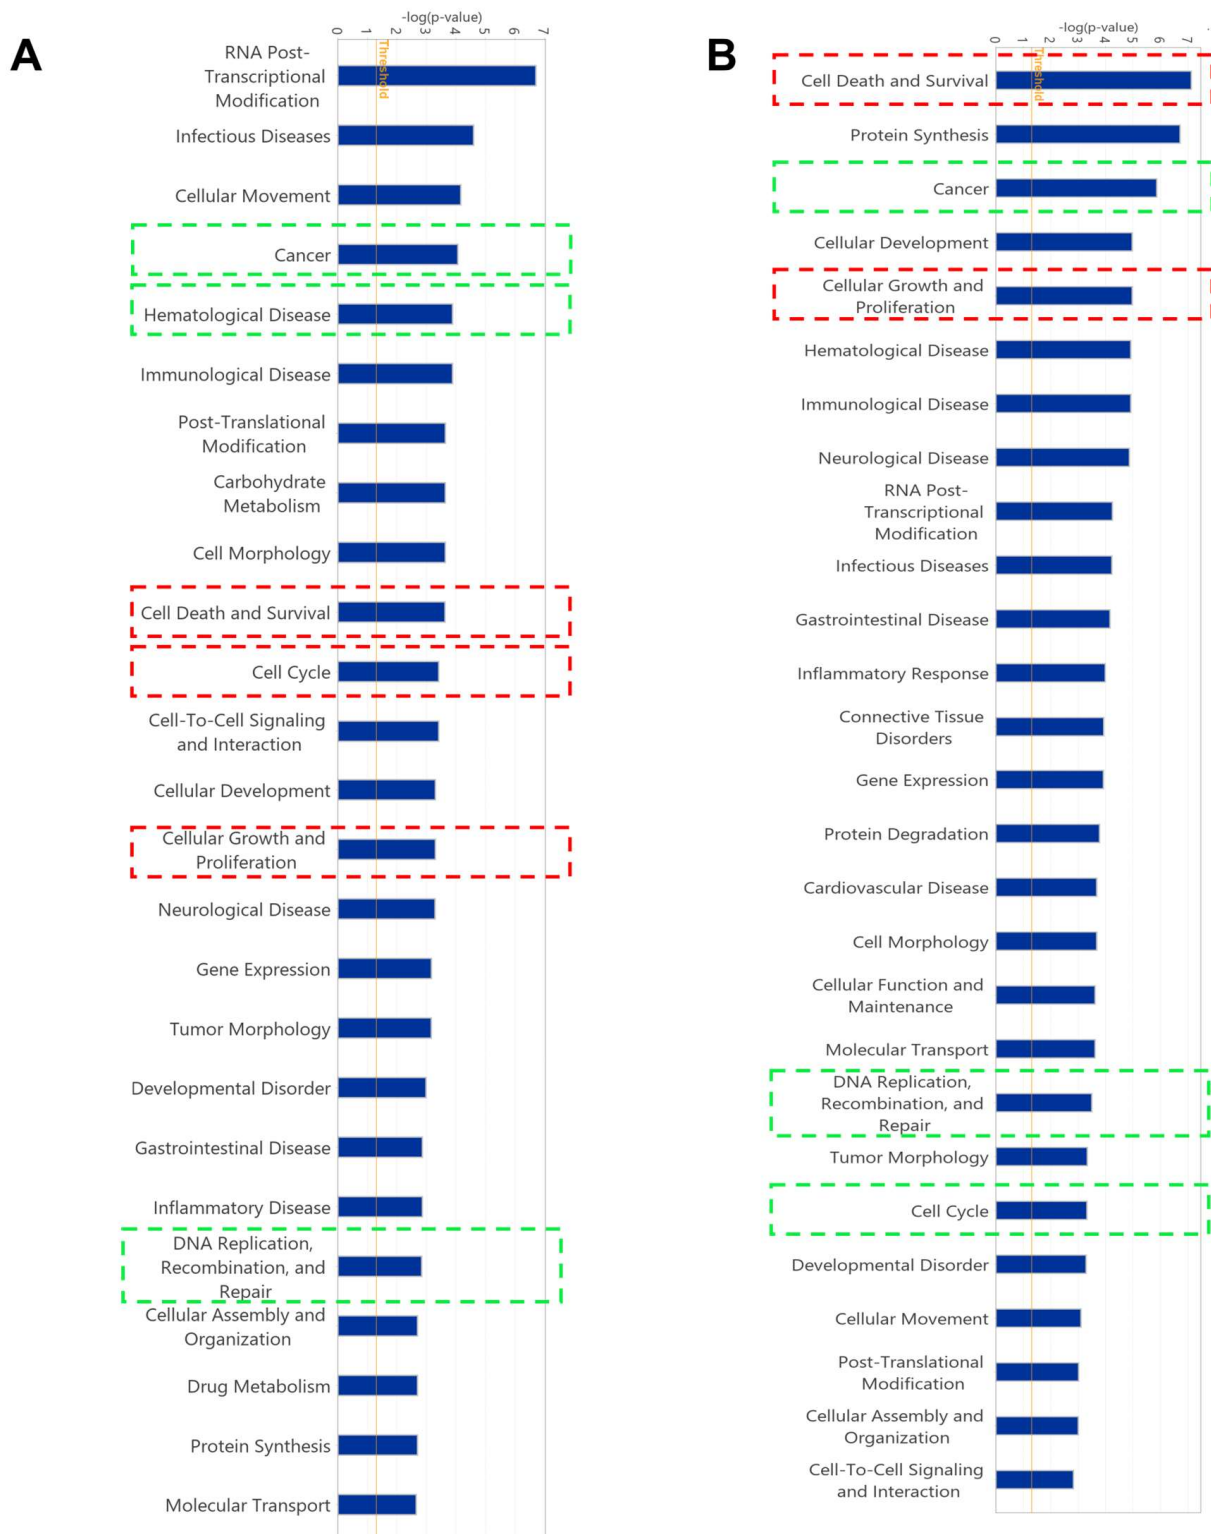 A
-log(p-value)
0 1 2 3 4 5 6 7
Threshold
RNA Post-
Transcriptional
Modification
Infectious Diseases
Cellular Movement
Cancer
Hematological Disease
Immunological Disease
Post-Translational
Modification
Carbohydrate
Metabolism
Cell Morphology
Cell Death and Survival
Cell Cycle
Cell-To-Cell Signaling
and Interaction
Cellular Development
Cellular Growth and
Proliferation
Neurological Disease
Gene Expression
Tumor Morphology
Developmental Disorder
Gastrointestinal Disease
Inflammatory Disease
DNA Replication,
Recombination, and
Repair
Cellular Assembly and
Organization
Drug Metabolism
Protein Synthesis
Molecular Transport
B
-log(p-value)
0 1 2 3 4 5 6 7
Threshold
Cell Death and Survival
Protein Synthesis
Cancer
Cellular Development
Cellular Growth and
Proliferation
Hematological Disease
Immunological Disease
Neurological Disease
RNA Post-
Transcriptional
Modification
Infectious Diseases
Gastrointestinal Disease
Inflammatory Response
Connective Tissue
Disorders
Gene Expression
Protein Degradation
Cardiovascular Disease
Cell Morphology
Cellular Function and
Maintenance
Molecular Transport
DNA Replication,
Recombination, and
Repair
Tumor Morphology
Cell Cycle
Developmental Disorder
Cellular Movement
Post-Translational
Modification
Cellular Assembly and
Organization
Cell-To-Cell Signaling
and Interaction